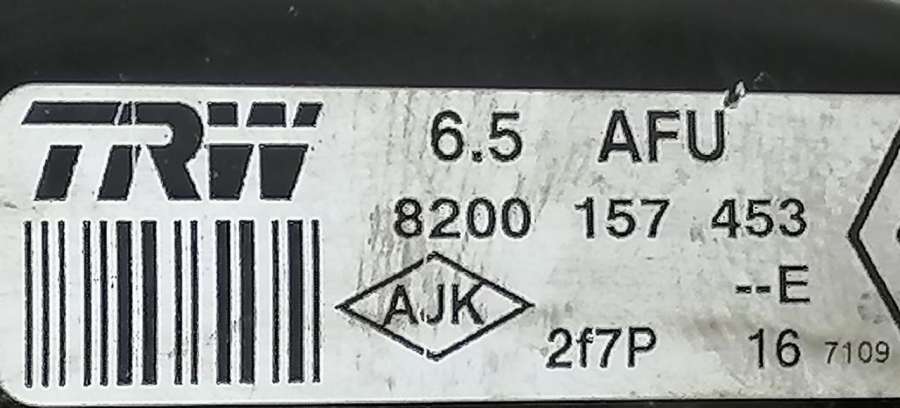 TRW
6.5 AFU
8200 157 453
--E
AJK
2f7P 16 7109